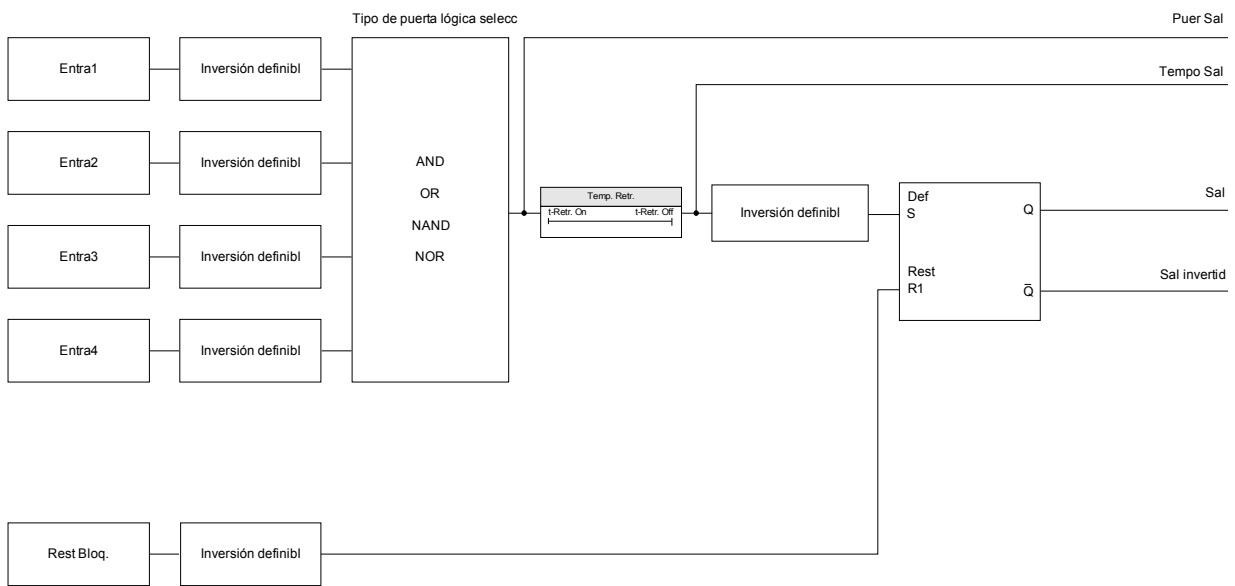 Tipo de puerta lógica selecc
Puer Sal
Entra1
Inversión definibl
Tempo Sal
Entra2
Inversión definibl
AND
OR
NAND
NOR
Temp. Retr.
t-Retr. On
t-Retr. Off
Inversión definibl
Def
S
Q
Sal
Entra3
Inversión definibl
Rest
R1
Q̅
Sal invertid
Entra4
Inversión definibl
Rest Bloq.
Inversión definibl